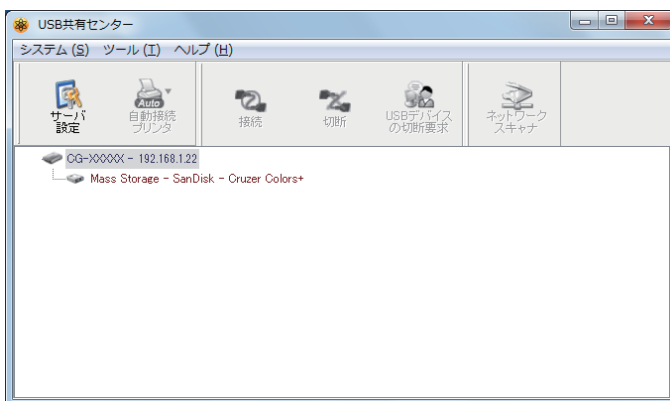 USB共有センター
システム (S) ツール (T) ヘルプ (H)
サーバ
設定
Auto
自動接続
プリンタ
接続
切断
USBデバイス
の切断要求
ネットワーク
スキャナ
CG-XXXXX - 192.168.1.22
Mass Storage - SanDisk - Cruzer Colors+